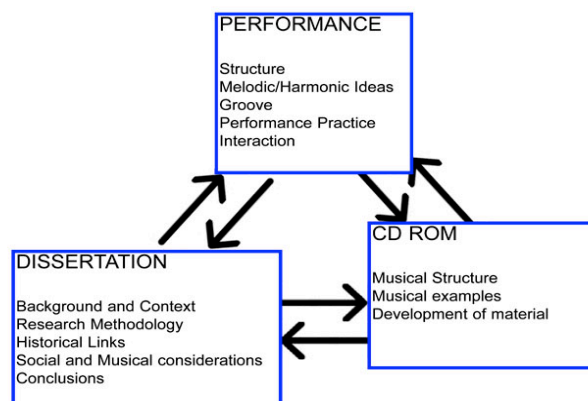 PERFORMANCE
Structure
Melodic/Harmonic Ideas
Groove
Performance Practice
Interaction
DISSERTATION
Background and Context
Research Methodology
Historical Links
Social and Musical considerations
Conclusions
CD ROM
Musical Structure
Musical examples
Development of material